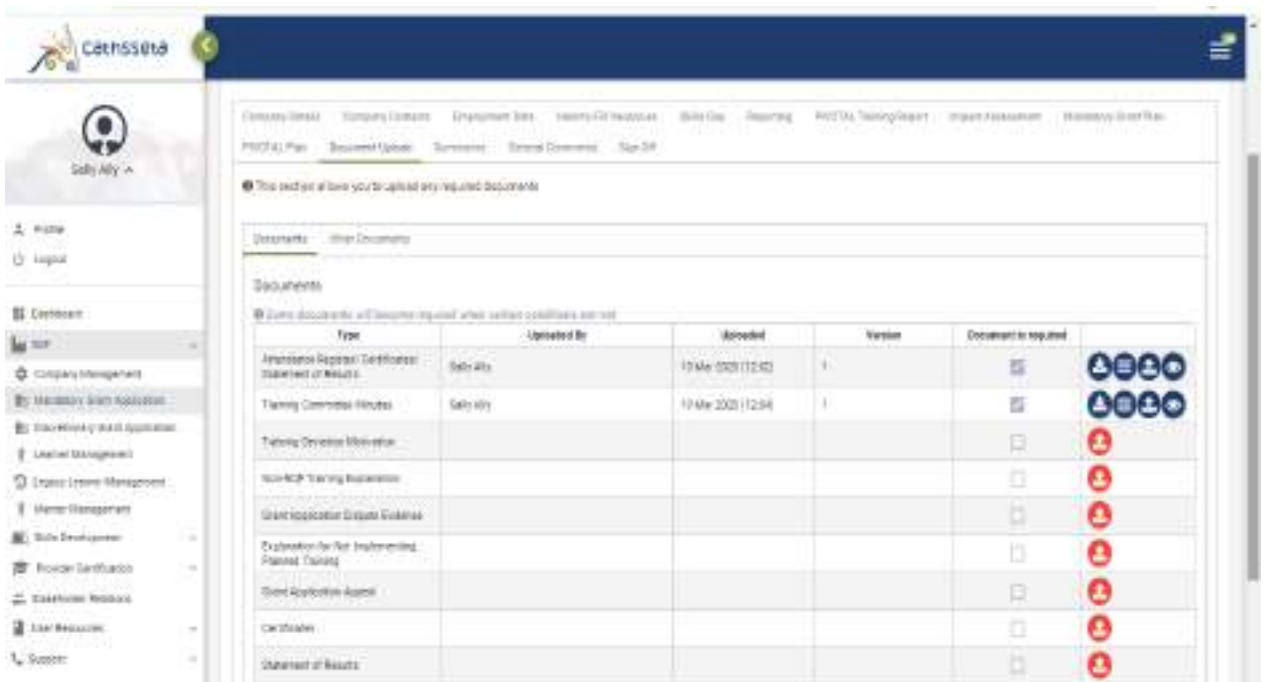 cathsseta
Sally Ally
Company Details Company Contacts Employment Data Skills Gap Reporting PIVOTAL Training Report Impact Assessment Mandatory Grant Plan
PIVOTAL Plan Document Upload Summaries General Comments Sign Off
This section allows you to upload any required documents
Profile
Logout
Documents Other Documents
Documents
Some documents will become required when certain conditions are met
Dashboard
Type Uploaded By Uploaded Version Document is required
Attendance Register/ Certificates/
Statement of Results
Sally Ally 1
Company Management
Mandatory Grant Application
Training Committee Minutes Sally Ally 1
Discretionary Grant Application
Training Deviation Motivation
Learner Management
Legacy Learner Management
Non-NQF Training Explanation
Mentor Management
Grant Application Dispute Evidence
Skills Development
Explanation for Not Implementing
Planned Training
Provider Certification
Grant Application Appeal
Stakeholder Relations
User Resources
Certificates
Support
Statement of Results